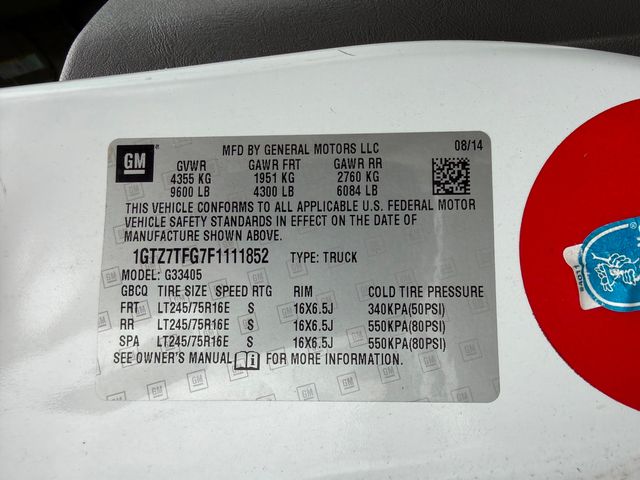 GM
MFD BY GENERAL MOTORS LLC 08/14
GVWR GAWR FRT GAWR RR
4355 KG 1951 KG 2760 KG
9600 LB 4300 LB 6084 LB
THIS VEHICLE CONFORMS TO ALL APPLICABLE U.S. FEDERAL MOTOR
VEHICLE SAFETY STANDARDS IN EFFECT ON THE DATE OF
MANUFACTURE SHOWN ABOVE.
1GTZ7TFG7F1111852 TYPE: TRUCK
MODEL: G33405
GBCQ TIRE SIZE SPEED RTG RIM COLD TIRE PRESSURE
FRT LT245/75R16E S 16X6.5J 340KPA(50PSI)
RR LT245/75R16E S 16X6.5J 550KPA(80PSI)
SPA LT245/75R16E S 16X6.5J 550KPA(80PSI)
SEE OWNER'S MANUAL FOR MORE INFORMATION.